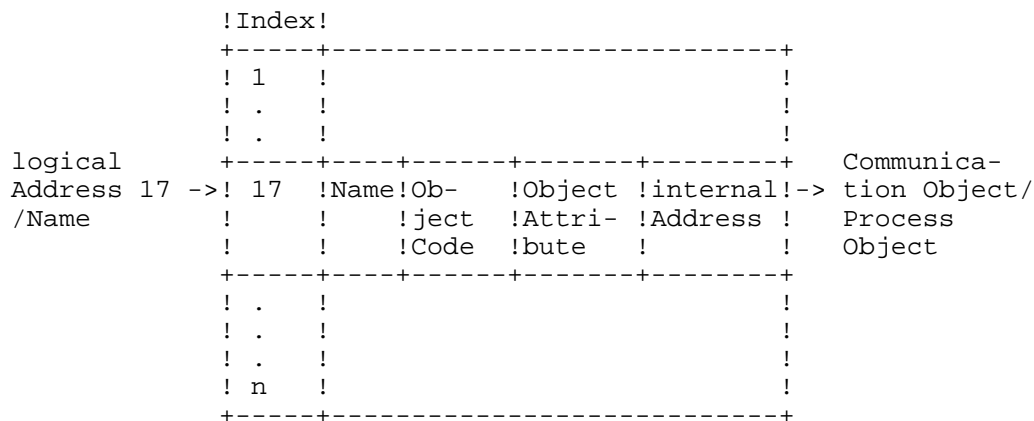 !Index!
+-----+----------------------------+
! 1   !                            !
! .   !                            !
! .   !                            !
logical      +-----+----+------+-------+--------+   Communica-
Address 17 ->! 17  !Name!Ob-   !Object !internal!-> tion Object/
/Name        !     !    !ject  !Attri- !Address !   Process
!     !    !Code  !bute   !        !   Object
+-----+----+------+-------+--------+
! .   !                            !
! .   !                            !
! .   !                            !
! n   !                            !
+-----+----------------------------+